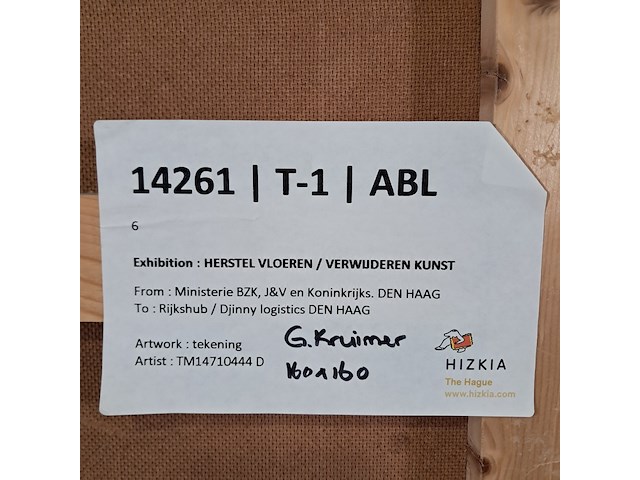 14261 | T-1 | ABL
6
Exhibition : HERSTEL VLOEREN / VERWIJDEREN KUNST
From : Ministerie BZK, J&V en Koninkrijks. DEN HAAG
To : Rijkshub / Djinny logistics DEN HAAG
Artwork : tekening
Artist : TM14710444 D
G. Kruimer
160x160
HIZKIA
The Hague
www.hizkia.com